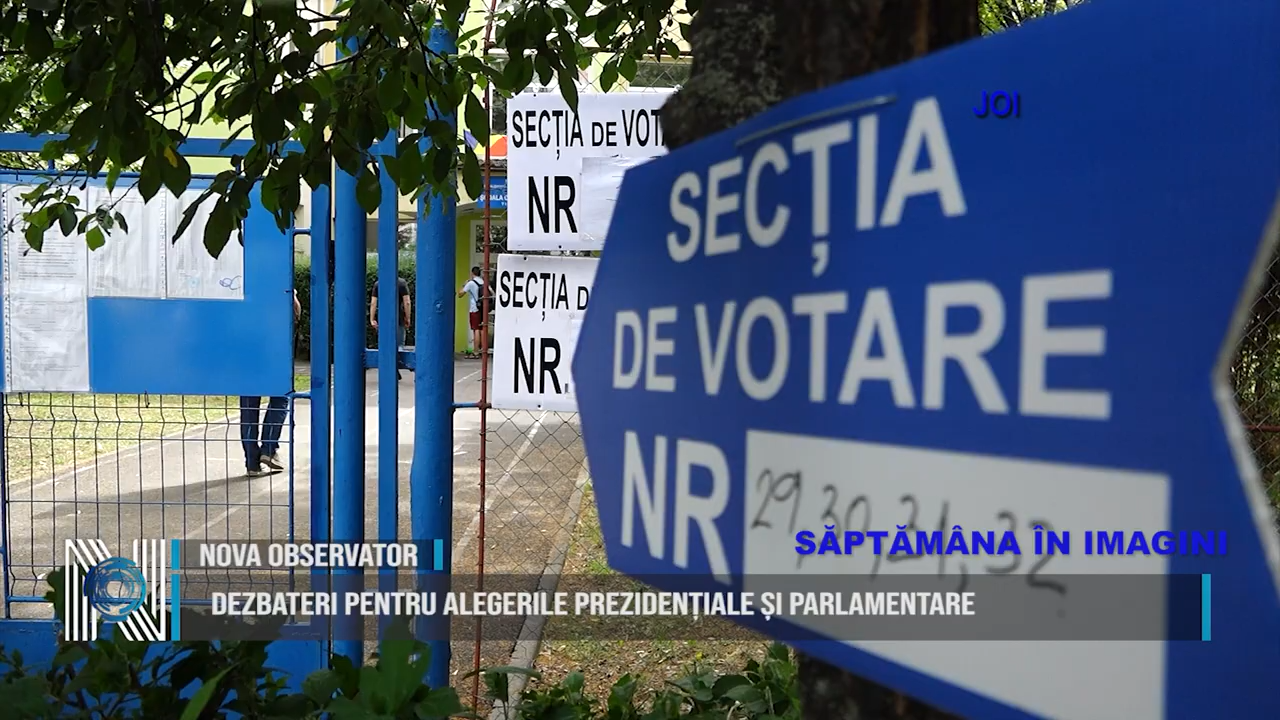 SECȚIA DE VOTA
NR
SECȚIA D
NR.
JOI
SECȚIA
DE VOTARE
NR 29,30,31,32
SĂPTĂMÂNA ÎN IMAGINI
NOVA OBSERVATOR
DEZBATERI PENTRU ALEGERILE PREZIDENȚIALE ȘI PARLAMENTARE